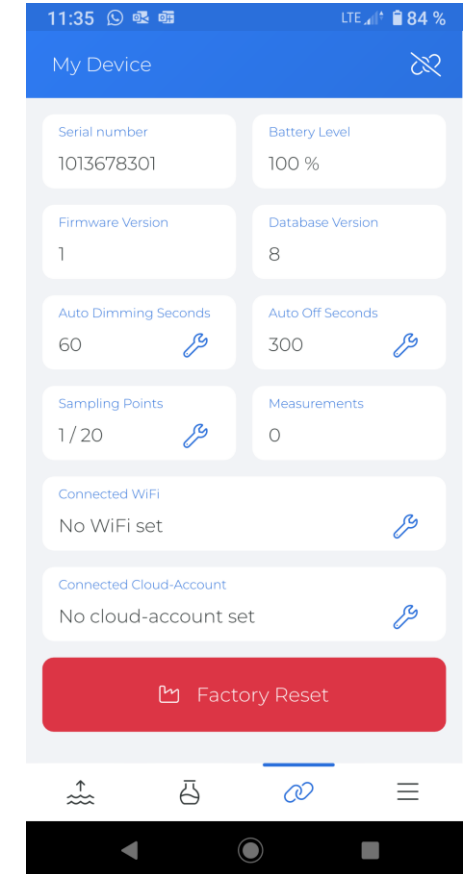 11:35 LTE 84 %
My Device
Serial number
1013678301
Battery Level
100 %
Firmware Version
1
Database Version
8
Auto Dimming Seconds
60
Auto Off Seconds
300
Sampling Points
1 / 20
Measurements
0
Connected WiFi
No WiFi set
Connected Cloud-Account
No cloud-account set
Factory Reset